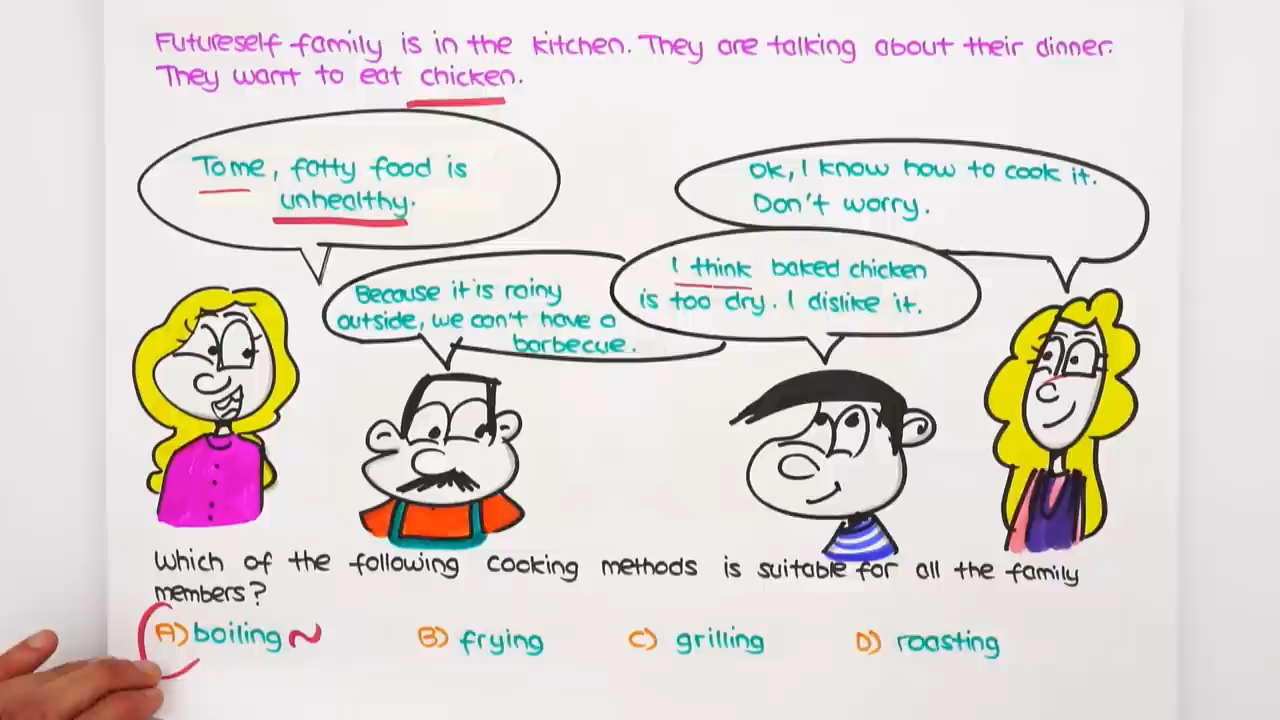 Futureself family is in the kitchen. They are talking about their dinner.
They want to eat chicken.
To me, fatty food is
unhealthy.
Ok, I know how to cook it.
Don't worry.
Because it is rainy
outside, we can't have a
barbecue.
I think baked chicken
is too dry. I dislike it.
Which of the following cooking methods is suitable for all the family
members?
A) boiling B) frying C) grilling D) roasting